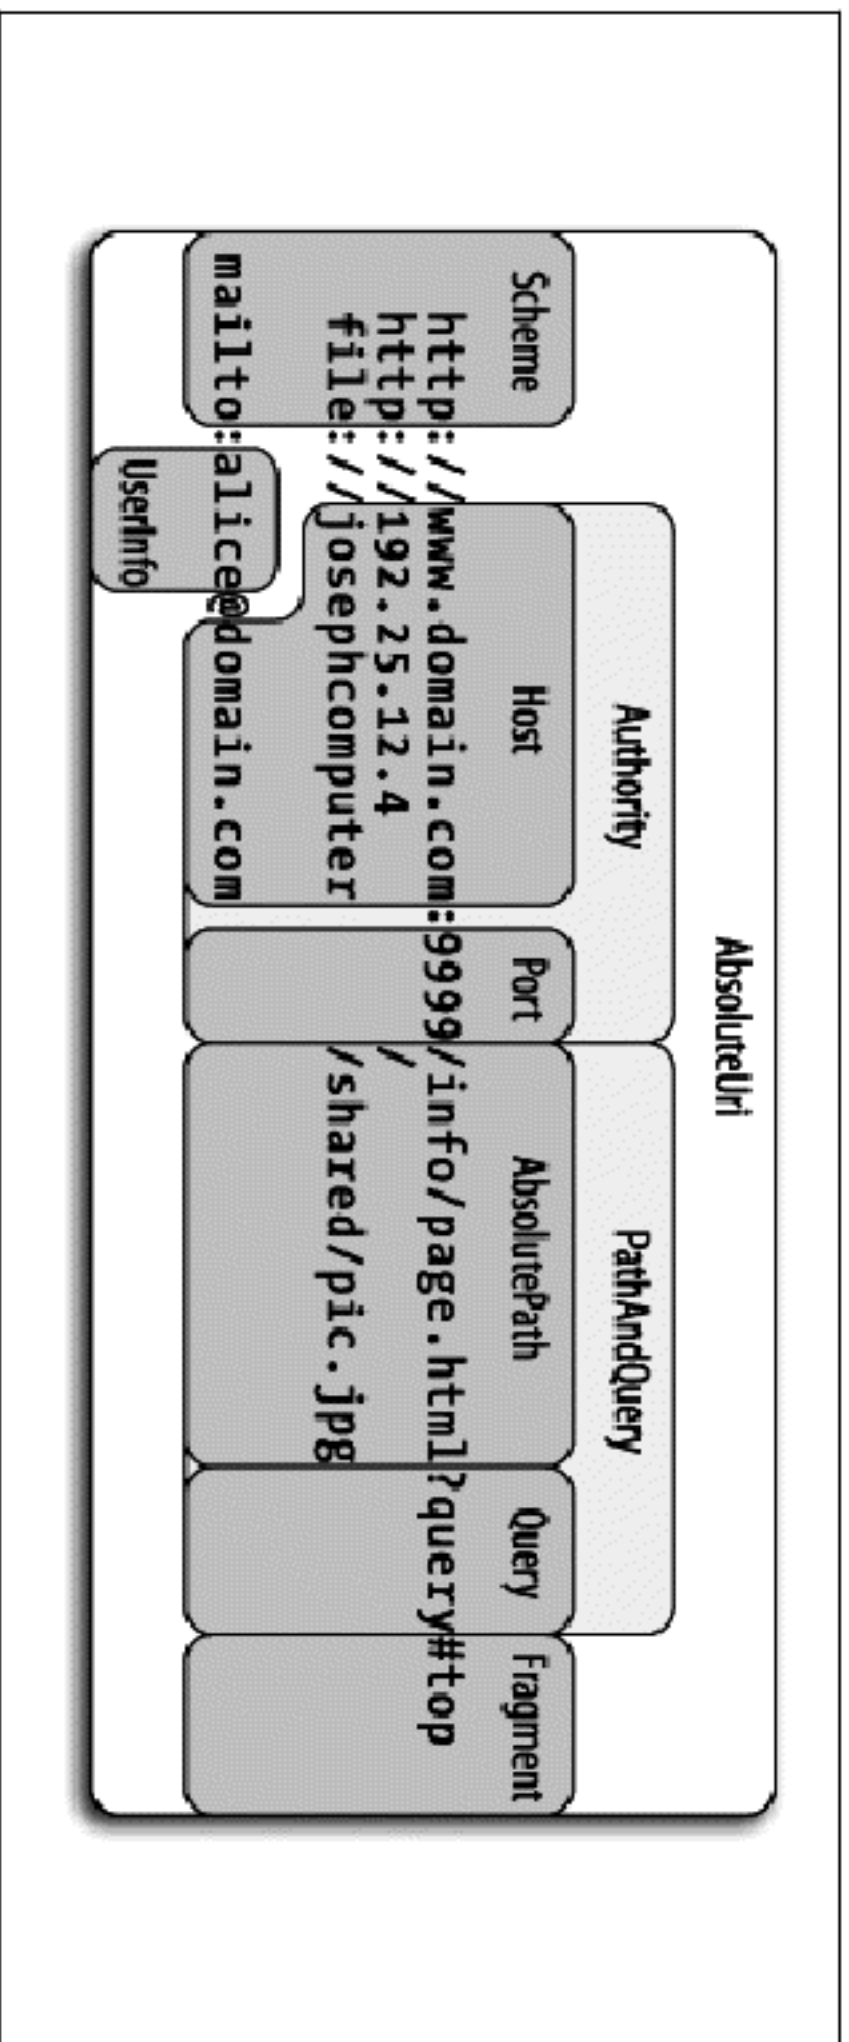 AbsoluteUri
Authority PathAndQuery
Scheme Host Port AbsolutePath Query Fragment
http://www.domain.com:9999/info/page.html?query#top
http://192.25.12.4 /
file://josephcomputer /shared/pic.jpg
mailto:alice@domain.com
UserInfo